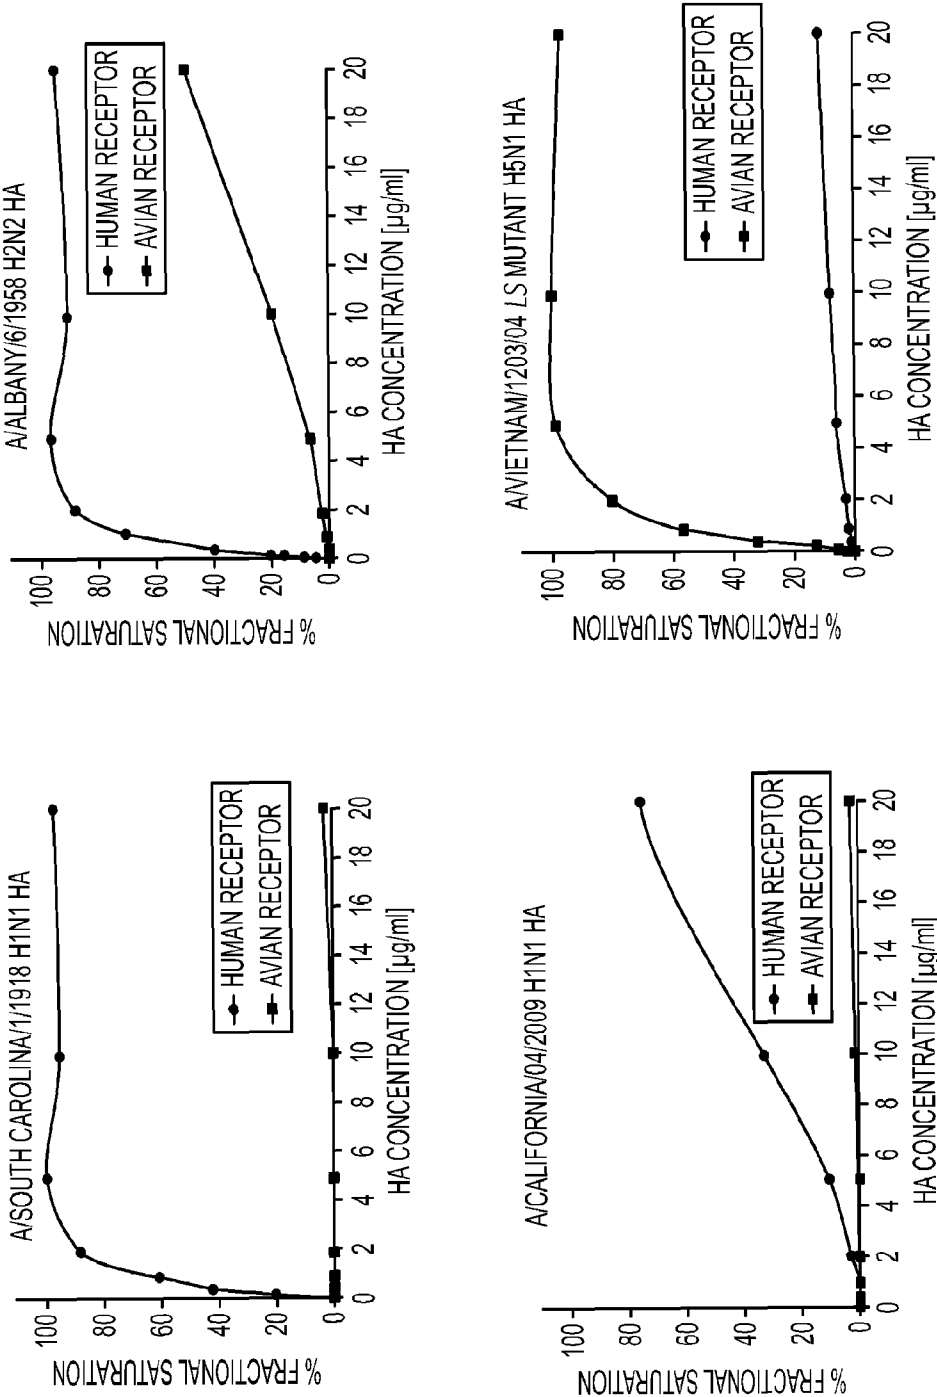 A/SOUTH CAROLINA/1/1918 H1N1 HA
% FRACTIONAL SATURATION
100
80
60
40
20
0
HUMAN RECEPTOR
AVIAN RECEPTOR
0 2 4 6 8 10 12 14 16 18 20
HA CONCENTRATION [µg/ml]
A/ALBANY/6/1958 H2N2 HA
% FRACTIONAL SATURATION
100
80
60
40
20
0
HUMAN RECEPTOR
AVIAN RECEPTOR
0 2 4 6 8 10 12 14 16 18 20
HA CONCENTRATION [µg/ml]
A/CALIFORNIA/04/2009 H1N1 HA
% FRACTIONAL SATURATION
100
80
60
40
20
0
HUMAN RECEPTOR
AVIAN RECEPTOR
0 2 4 6 8 10 12 14 16 18 20
HA CONCENTRATION [µg/ml]
A/VIETNAM/1203/04 LS MUTANT H5N1 HA
% FRACTIONAL SATURATION
100
80
60
40
20
0
HUMAN RECEPTOR
AVIAN RECEPTOR
0 2 4 6 8 10 12 14 16 18 20
HA CONCENTRATION [µg/ml]